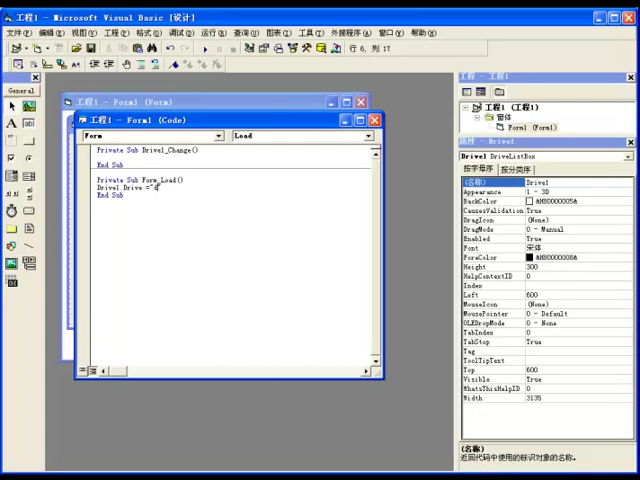 工程1 - Microsoft Visual Basic [设计]
文件(F) 编辑(E) 视图(V) 工程(P) 格式(O) 调试(D) 运行(R) 查询(U) 图表(I) 工具(T) 外接程序(A) 窗口(W) 帮助(H)
行 6, 列 17
General
工程1 - Form1 (Form)
工程1 - Form1 (Code)
Form
Load
Private Sub Drive1_Change()
End Sub
Private Sub Form_Load()
Drive1.Drive ="d"
End Sub
工程 - 工程1
工程1 (工程1)
窗体
Form1 (Form1)
属性 - Drive1
Drive1 DriveListBox
按字母序 按分类序
(名称) Drive1
Appearance 1 - 3D
BackColor &H80000005&
CausesValidation True
DragIcon (None)
DragMode 0 - Manual
Enabled True
Font 宋体
ForeColor &H80000008&
Height 300
HelpContextID 0
Index
Left 600
MouseIcon (None)
MousePointer 0 - Default
OLEDropMode 0 - None
TabIndex 0
TabStop True
Tag
ToolTipText
Top 600
Visible True
WhatsThisHelpID 0
Width 3135
(名称)
返回代码中使用的标识对象的名称。